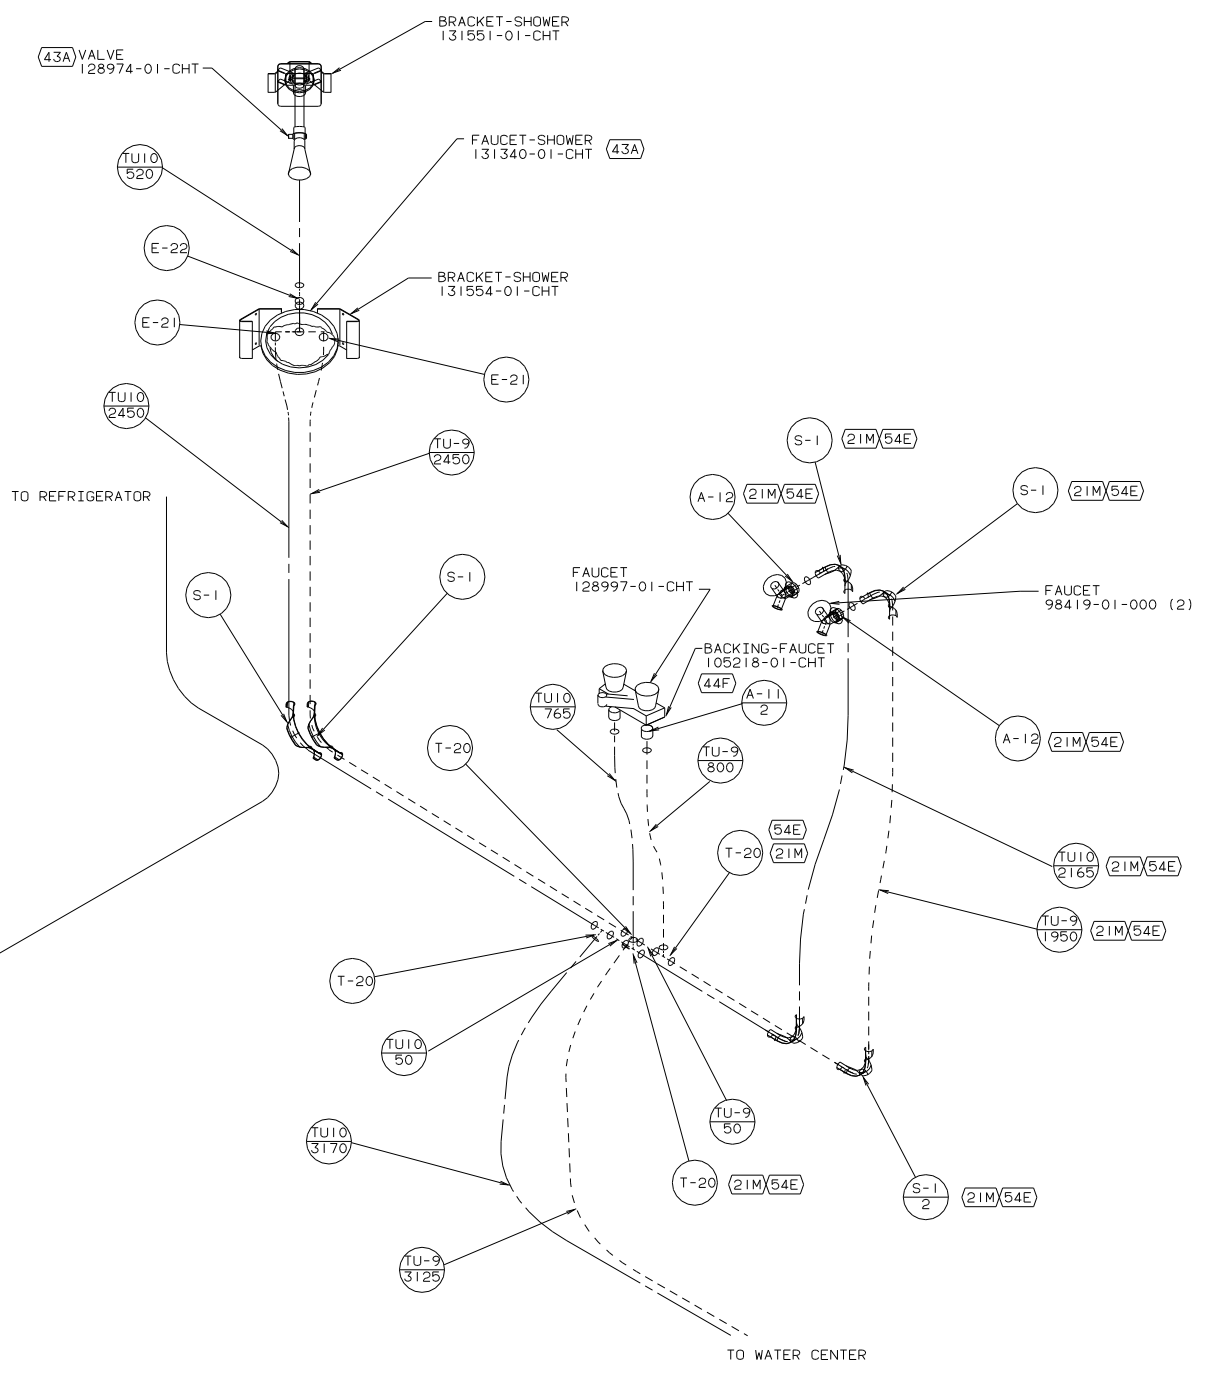 BRACKET-SHOWER
131551-01-CHT
43A VALVE
128974-01-CHT
FAUCET-SHOWER
131340-01-CHT 43A
TU10
520
E-22
BRACKET-SHOWER
131554-01-CHT
E-21
E-21
TU10
2450
TU-9
2450
S-1 21M 54E
TO REFRIGERATOR
A-12 21M 54E
S-1 21M 54E
S-1
S-1
FAUCET
128997-01-CHT
FAUCET
98419-01-000 (2)
BACKING-FAUCET
105218-01-CHT
44F
TU10
765
A-11
2
T-20
A-12 21M 54E
TU-9
800
54E
T-20 21M
TU10
2165
21M 54E
TU-9
1950
21M 54E
T-20
TU10
50
TU-9
50
TU10
3170
T-20 21M 54E
S-1
2
21M 54E
TU-9
3125
TO WATER CENTER